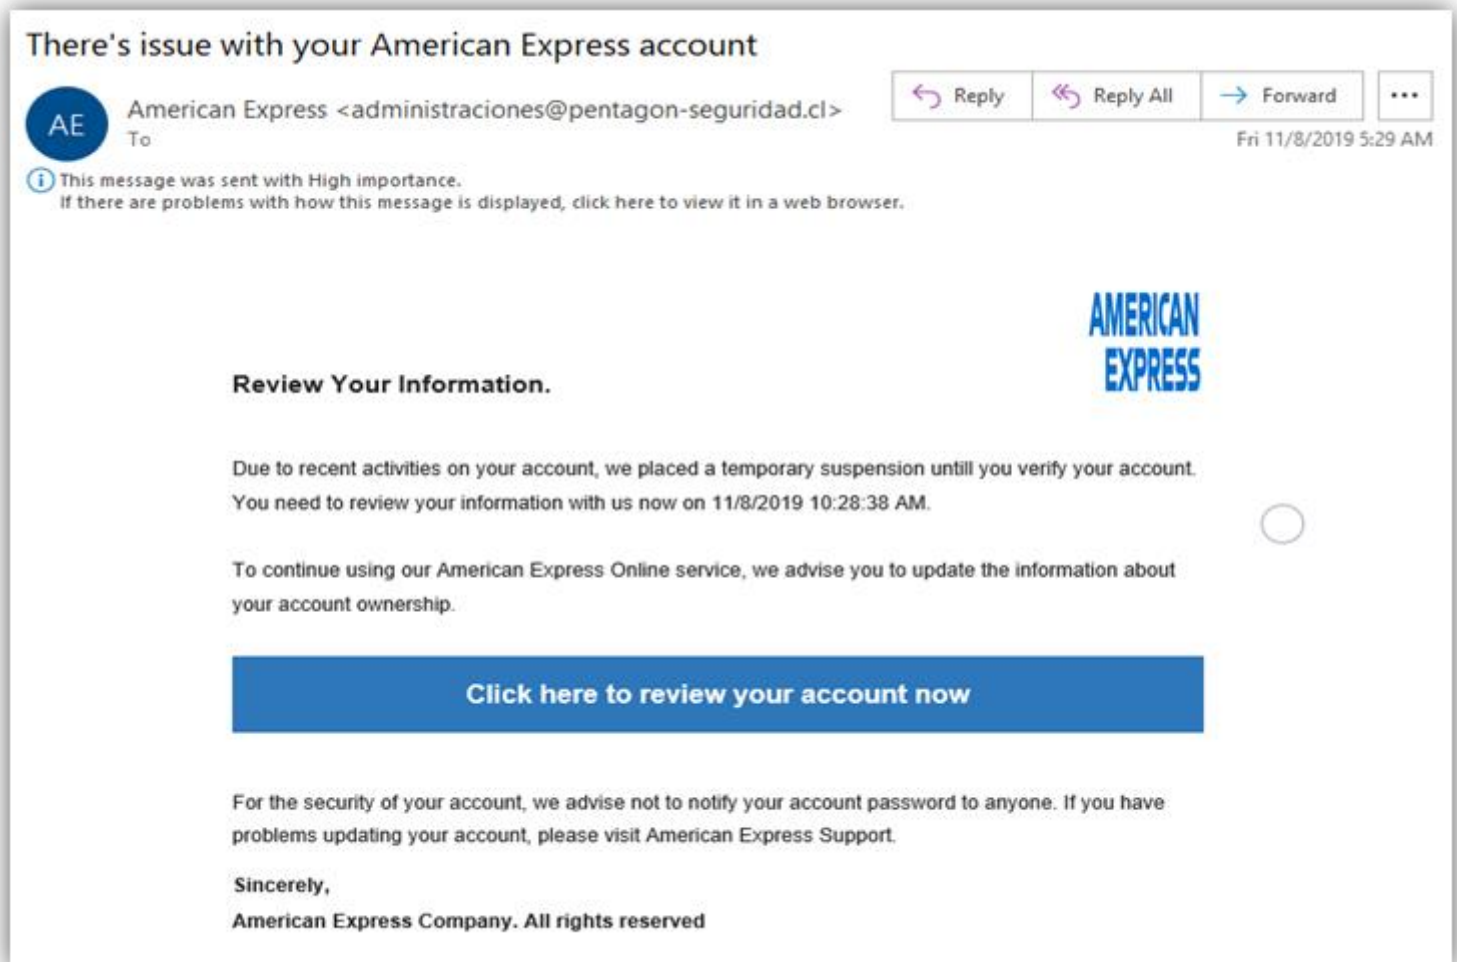 There's issue with your American Express account
AE
American Express <administraciones@pentagon-seguridad.cl>
To
Reply
Reply All
Forward
...
Fri 11/8/2019 5:29 AM
This message was sent with High importance.
If there are problems with how this message is displayed, click here to view it in a web browser.
AMERICAN
EXPRESS
Review Your Information.
Due to recent activities on your account, we placed a temporary suspension untill you verify your account.
You need to review your information with us now on 11/8/2019 10:28:38 AM.
To continue using our American Express Online service, we advise you to update the information about
your account ownership.
Click here to review your account now
For the security of your account, we advise not to notify your account password to anyone. If you have
problems updating your account, please visit American Express Support.
Sincerely,
American Express Company. All rights reserved